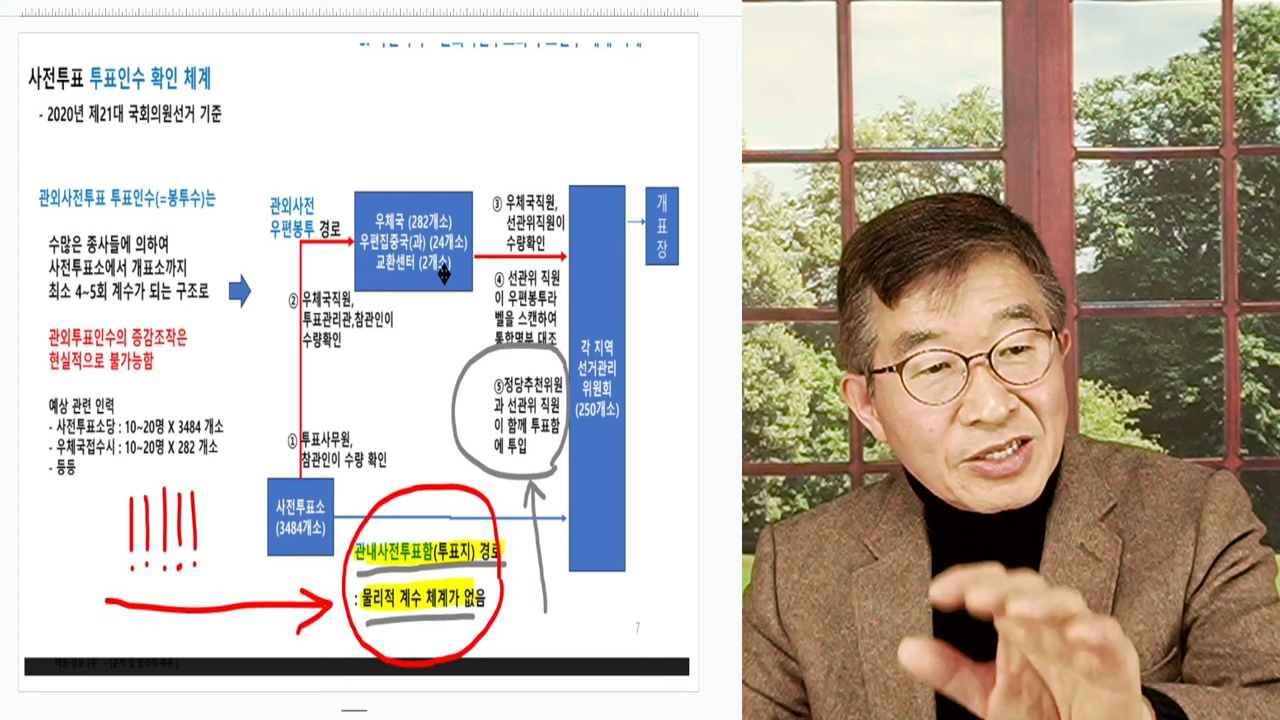 사전투표 투표인수 확인 체계
- 2020년 제21대 국회의원선거 기준
관외사전투표 투표인수(=봉투수)는
수많은 종사들에 의하여
사전투표소에서 개표소까지
최소 4~5회 계수가 되는 구조로
관외투표인수의 증감조작은
현실적으로 불가능함
예상 관련 인력
- 사전투표소당 : 10~20명 X 3484 개소
- 우체국접수시 : 10~20명 X 282 개소
- 등등
!!!!!
관외사전
우편봉투 경로
우체국 (282개소)
우편집중국(과) (24개소)
교환센터 (2개소)
② 우체국직원,
투표관리관,참관인이
수량확인
① 투표사무원,
참관인이 수량 확인
사전투표소
(3484개소)
③ 우체국직원,
선관위직원이
수량확인
④ 선관위 직원
이 우편봉투라
벨을 스캔하여
통합명부 대조
⑤정당추천위원
과 선관위 직원
이 함께 투표함
에 투입
각 지역
선거관리
위원회
(250개소)
개
표
장
관내사전투표함(투표지) 경로
: 물리적 계수 체계가 없음
7